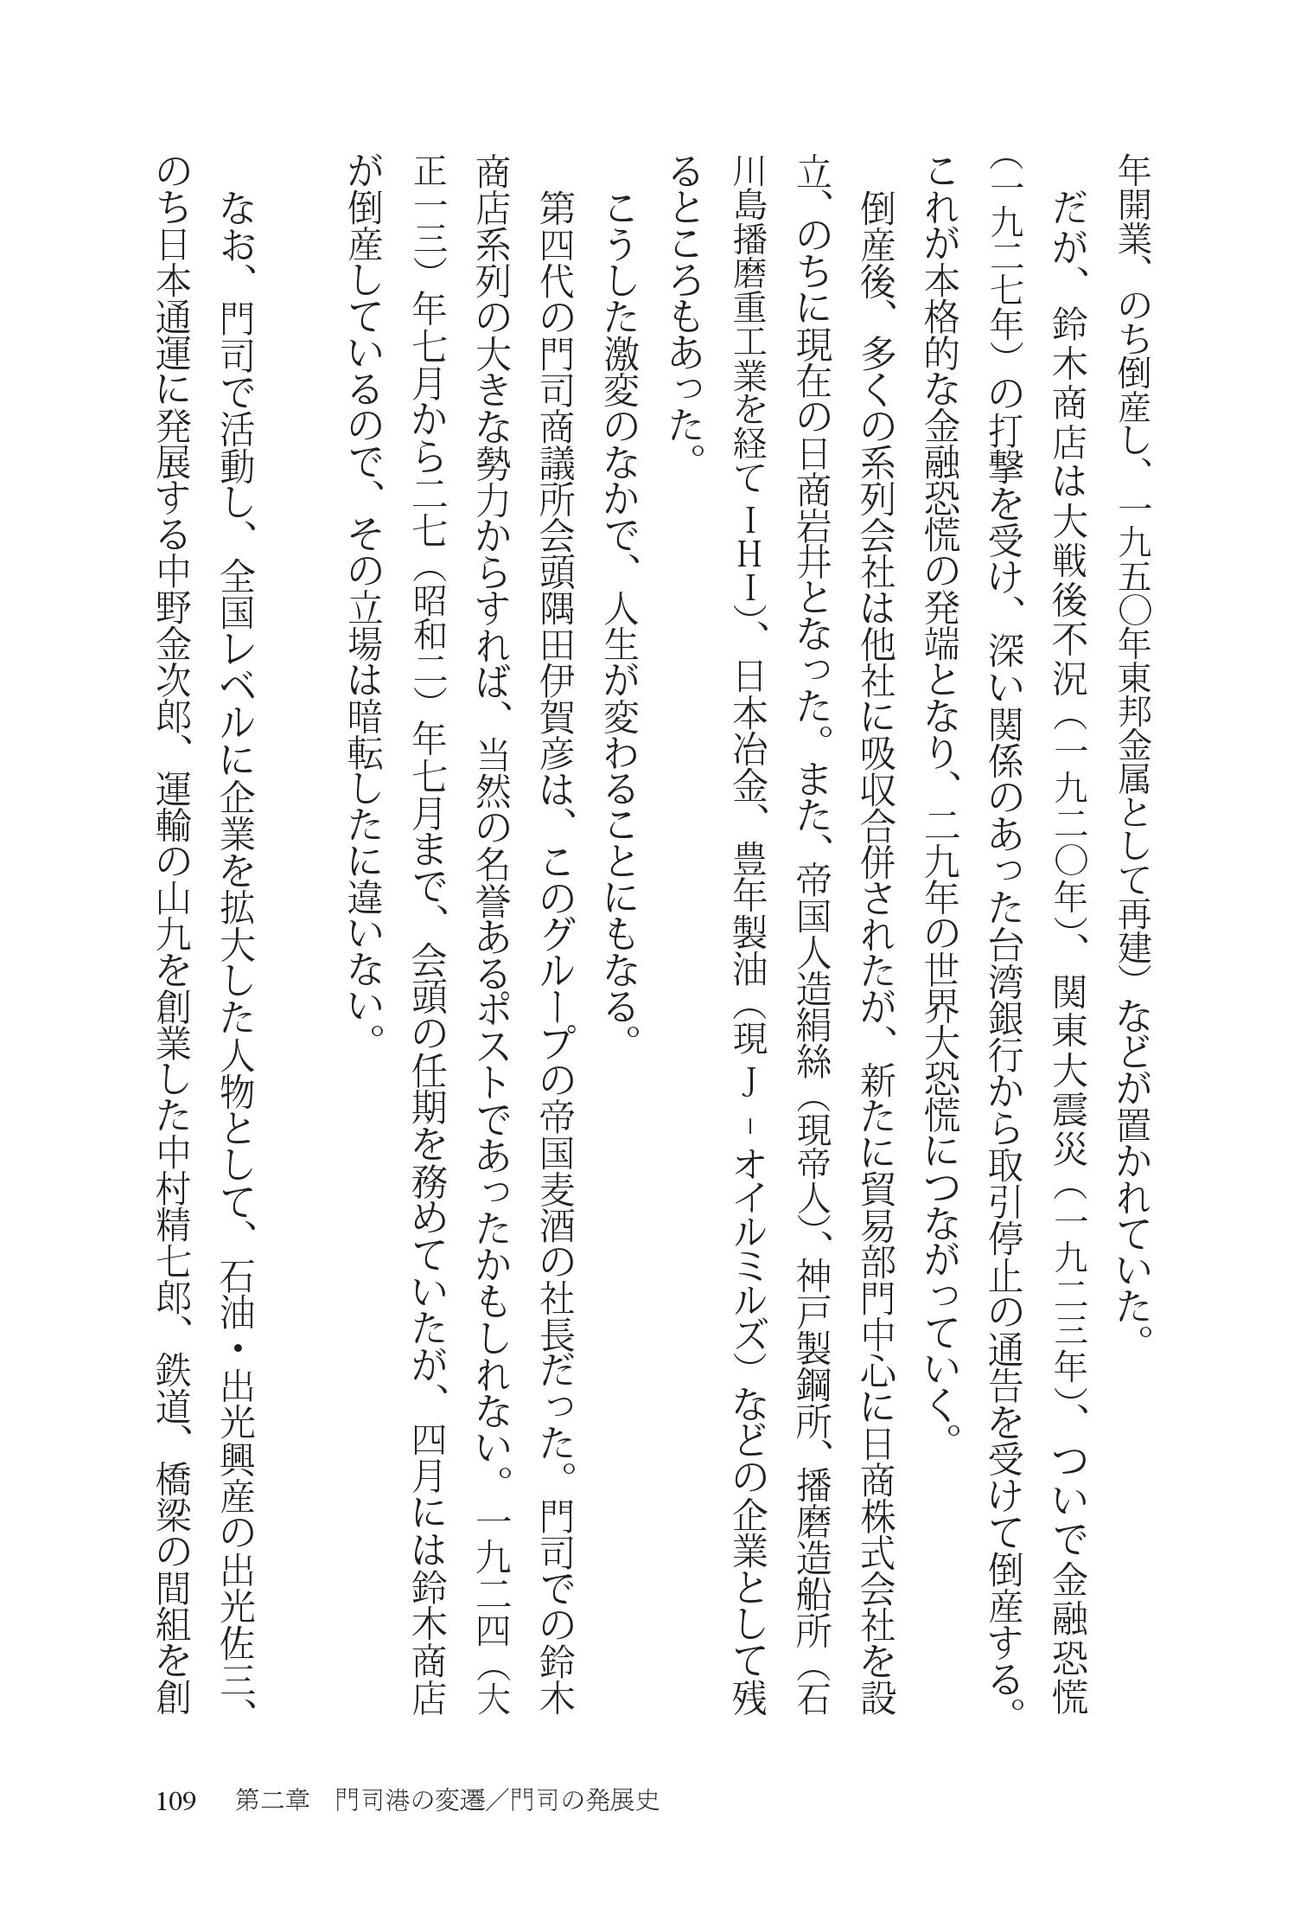 年開業、のち倒産し、一九五〇年東邦金属として再建）などが置かれていた。
だが、鈴木商店は大戦後不況（一九二〇年）、関東大震災（一九二三年）、ついで金融恐慌
（一九二七年）の打撃を受け、深い関係のあった台湾銀行から取引停止の通告を受けて倒産する。
これが本格的な金融恐慌の発端となり、二九年の世界大恐慌につながっていく。
倒産後、多くの系列会社は他社に吸収合併されたが、新たに貿易部門中心に日商株式会社を設
立、のちに現在の日商岩井となった。また、帝国人造絹絲（現帝人）、神戸製鋼所、播磨造船所（石
川島播磨重工業を経てＩＨＩ）、日本冶金、豊年製油（現Ｊ－オイルミルズ）などの企業として残
るところもあった。
こうした激変のなかで、人生が変わることにもなる。
第四代の門司商議所会頭隅田伊賀彦は、このグループの帝国麦酒の社長だった。門司での鈴木
商店系列の大きな勢力からすれば、当然の名誉あるポストであったかもしれない。一九二四（大
正一三）年七月から二七（昭和二）年七月まで、会頭の任期を務めていたが、四月には鈴木商店
が倒産しているので、その立場は暗転したに違いない。
なお、門司で活動し、全国レベルに企業を拡大した人物として、石油・出光興産の出光佐三、
のち日本通運に発展する中野金次郎、運輸の山九を創業した中村精七郎、鉄道、橋梁の間組を創
109　第二章　門司港の変遷／門司の発展史